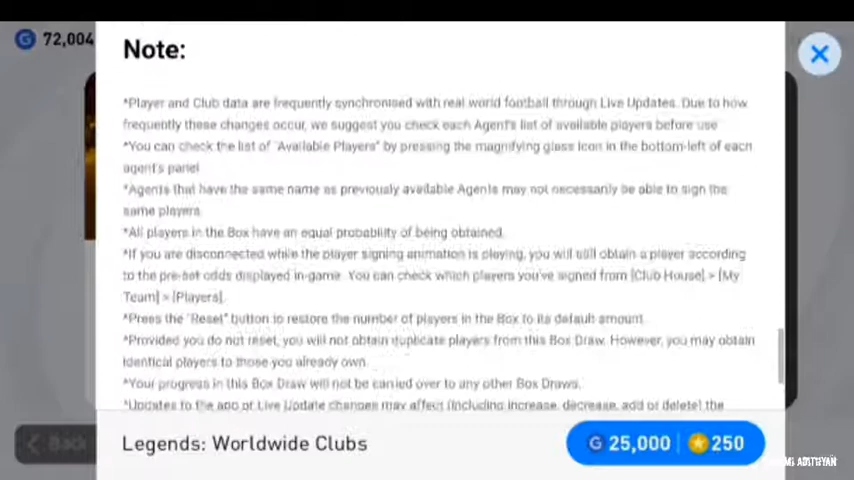 72,004
Note:
*Player and Club data are frequently synchronised with real world football through Live Updates. Due to how
frequently these changes occur, we suggest you check each Agent's list of available players before use
*You can check the list of "Available Players" by pressing the magnifying glass icon in the bottom-left of each
agent's panel
*Agents that have the same name as previously available Agents may not necessarily be able to sign the
same players.
*All players in the Box have an equal probability of being obtained.
*If you are disconnected while the player signing animation is playing, you will still obtain a player according
to the pre-set odds displayed in-game. You can check which players you've signed from [Club House] > [My
Team] > [Players].
*Press the "Reset" button to restore the number of players in the Box to its default amount.
*Provided you do not reset, you will not obtain duplicate players from this Box Draw. However, you may obtain
identical players to those you already own.
*Your progress in this Box Draw will not be carried over to any other Box Draws.
*Updates to the app or Live Update changes may affect (including increase, decrease, add or delete) the
Back
Legends: Worldwide Clubs
25,000 250
ADITHYAN